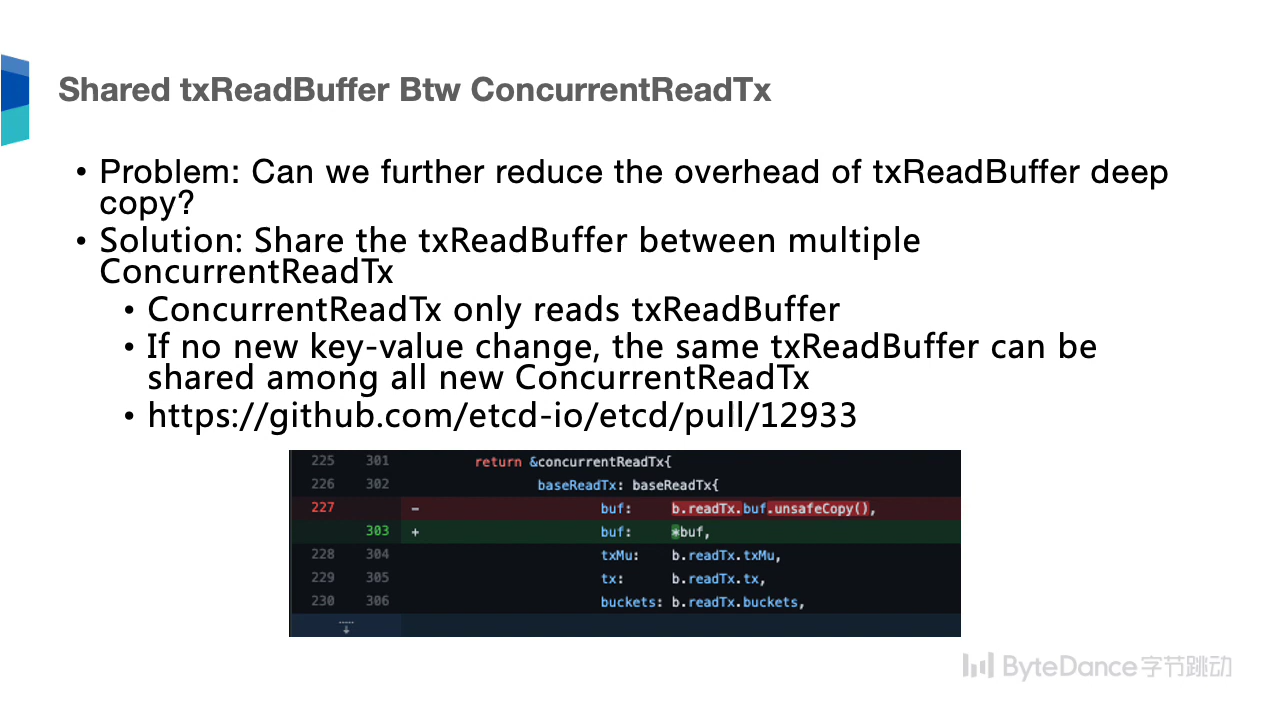 Shared txReadBuffer Btw ConcurrentReadTx
• Problem: Can we further reduce the overhead of txReadBuffer deep
copy?
• Solution: Share the txReadBuffer between multiple
ConcurrentReadTx
• ConcurrentReadTx only reads txReadBuffer
• If no new key-value change, the same txReadBuffer can be
shared among all new ConcurrentReadTx
• https://github.com/etcd-io/etcd/pull/12933
225 301 return &concurrentReadTx{
226 302 baseReadTx: baseReadTx{
227 - buf: b.readTx.buf.unsafeCopy(),
303 + buf: *buf,
228 304 txMu: b.readTx.txMu,
229 305 tx: b.readTx.tx,
230 306 buckets: b.readTx.buckets,
ByteDance字节跳动